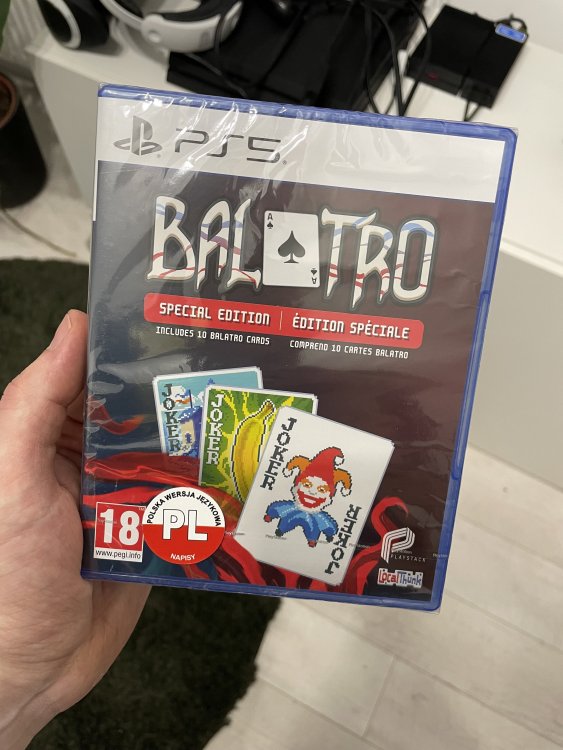 PS5
BALATRO
A
A
SPECIAL EDITION | ÉDITION SPÉCIALE
INCLUDES 10 BALATRO CARDS
COMPREND 10 CARTES BALATRO
JOKER
JOKER
JOKER
JOKER
18
www.pegi.info
POLSKA WERSJA JĘZYKOWA
PL
NAPISY
PLAYSTACK
LocalThunk